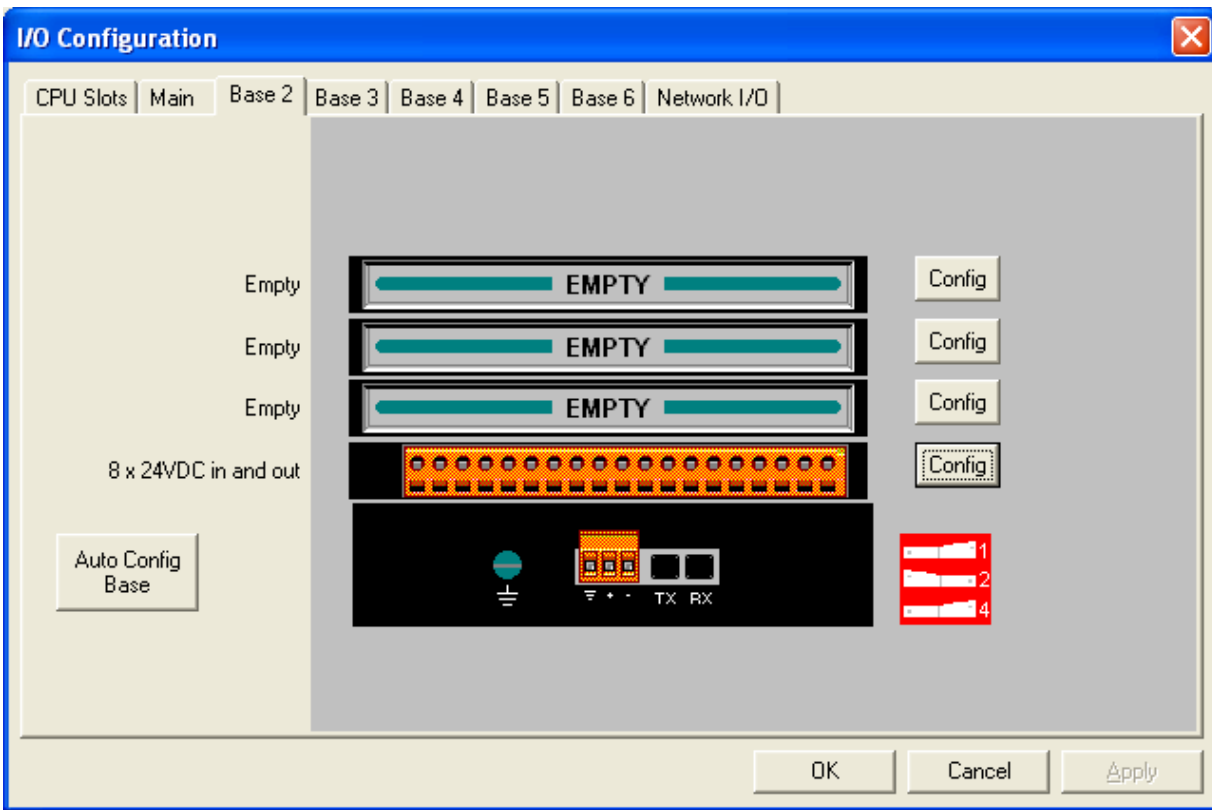 I/O Configuration
CPU Slots Main Base 2 Base 3 Base 4 Base 5 Base 6 Network I/O
Empty EMPTY Config
Empty EMPTY Config
Empty EMPTY Config
8 x 24VDC in and out Config
Auto Config
Base
+ - TX RX
1
2
4
OK Cancel Apply